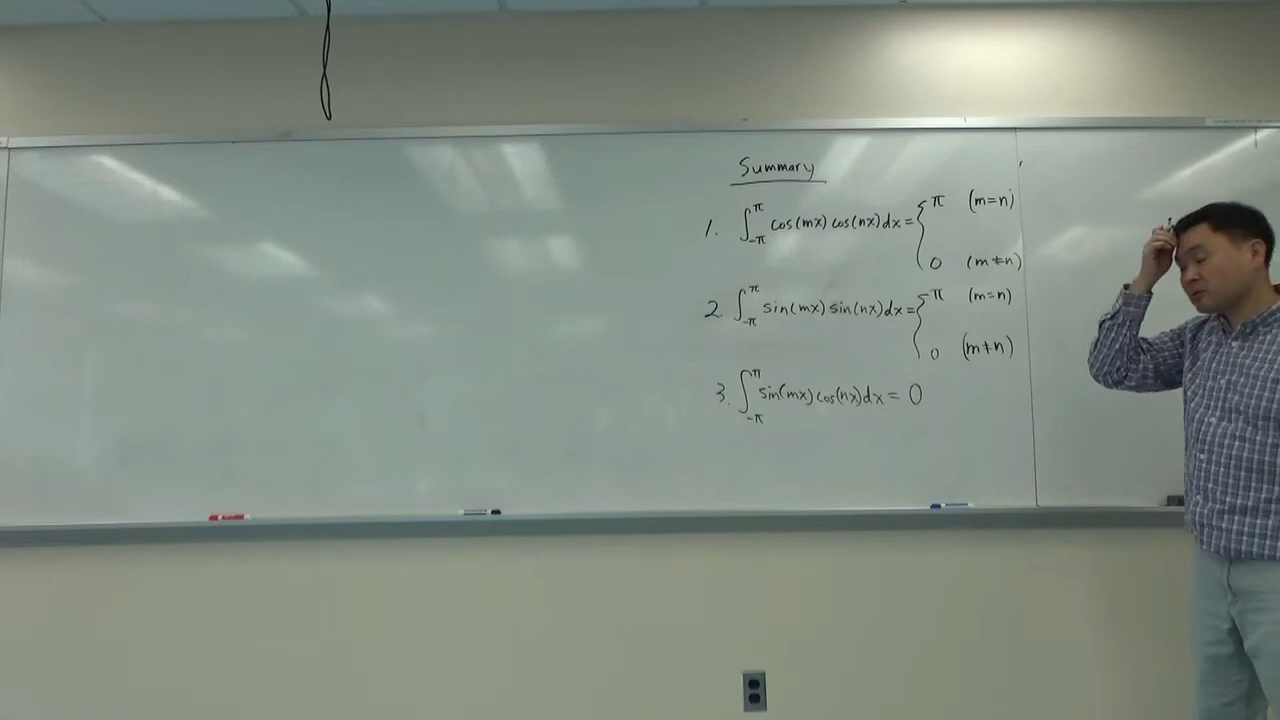 Summary
1. ∫_{-π}^{π} cos(mx) cos(nx) dx = { π (m=n)
0 (m≠n)
2. ∫_{-π}^{π} sin(mx) sin(nx) dx = { π (m=n)
0 (m≠n)
3. ∫_{-π}^{π} sin(mx) cos(nx) dx = 0